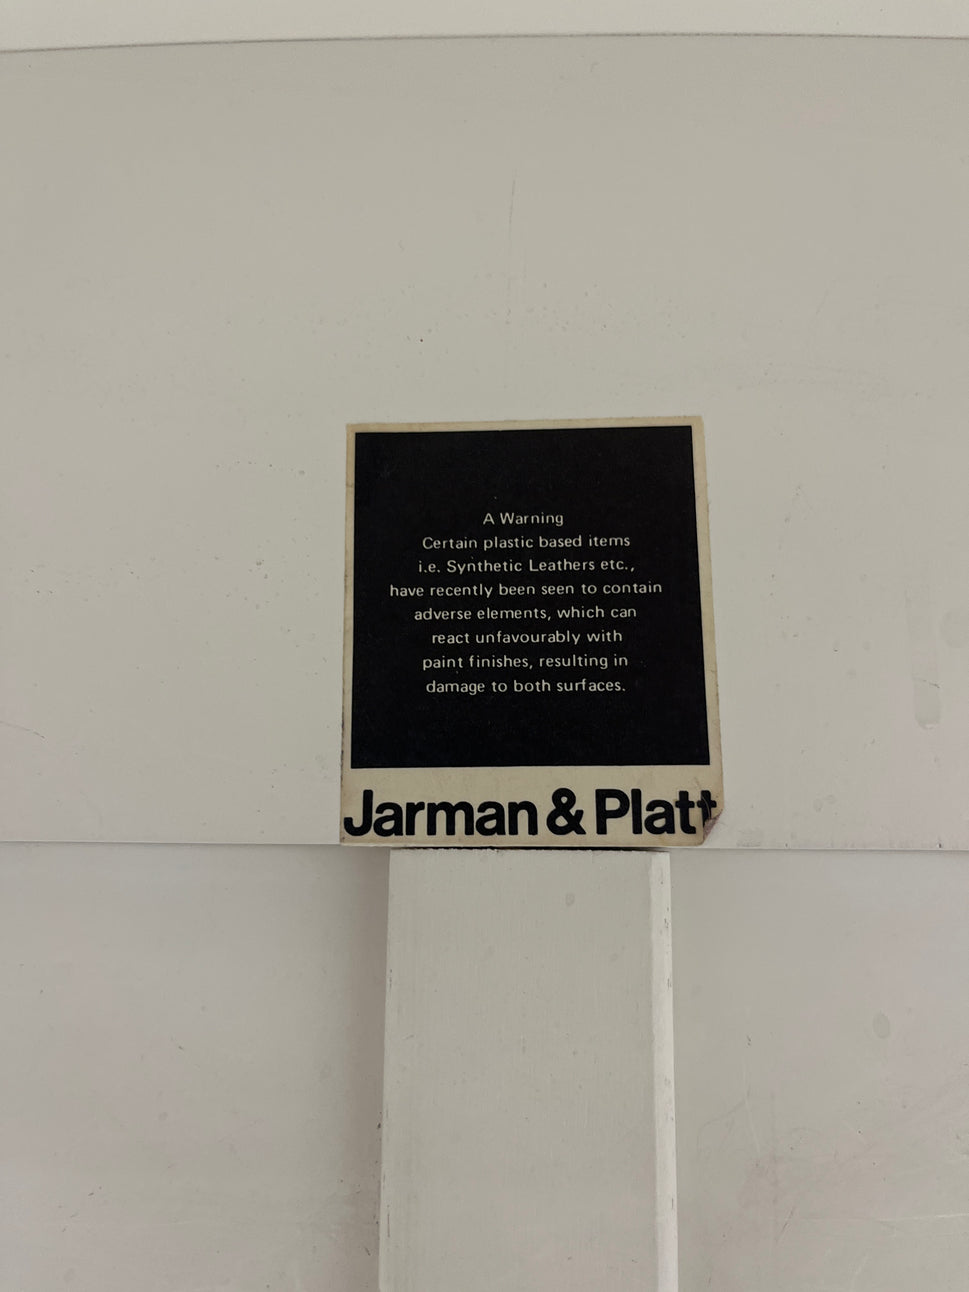 A Warning
Certain plastic based items
i.e. Synthetic Leathers etc.,
have recently been seen to contain
adverse elements, which can
react unfavourably with
paint finishes, resulting in
damage to both surfaces.
Jarman & Platt